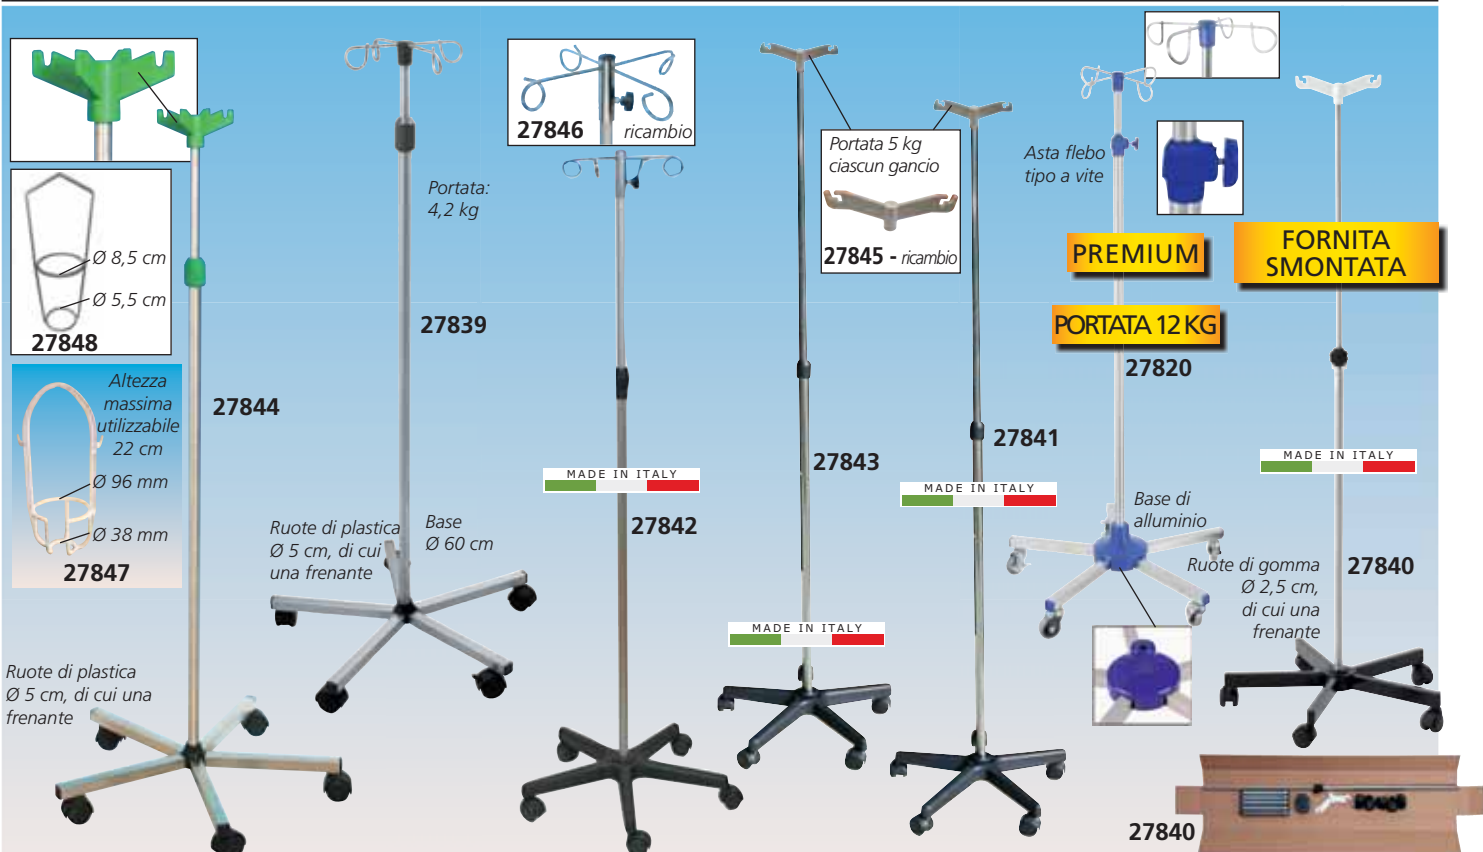 27846
ricambio
Portata:
4,2 kg
Portata 5 kg
ciascun gancio
27845 - ricambio
Asta flebo
tipo a vite
PREMIUM
PORTATA 12 KG
27820
FORNITA
SMONTATA
Ø 8,5 cm
Ø 5,5 cm
27848
Altezza
massima
utilizzabile
22 cm
Ø 96 mm
Ø 38 mm
27847
27844
27839
Ruote di plastica
Ø 5 cm, di cui
una frenante
Base
Ø 60 cm
MADE IN ITALY
27842
27843
MADE IN ITALY
27841
MADE IN ITALY
Base di
alluminio
MADE IN ITALY
Ruote di gomma
Ø 2,5 cm,
di cui una
frenante
27840
Ruote di plastica
Ø 5 cm, di cui una
frenante
27840